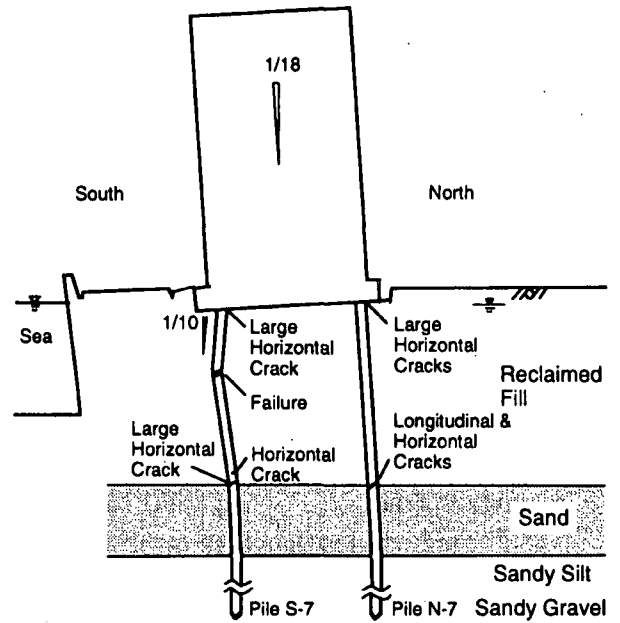 1/18
South
North
Sea
1/10
Large
Horizontal
Crack
Large
Horizontal
Cracks
Reclaimed
Fill
Failure
Large
Horizontal
Crack
Horizontal
Crack
Longitudinal &
Horizontal
Cracks
Sand
Sandy Silt
Pile S-7
Pile N-7
Sandy Gravel